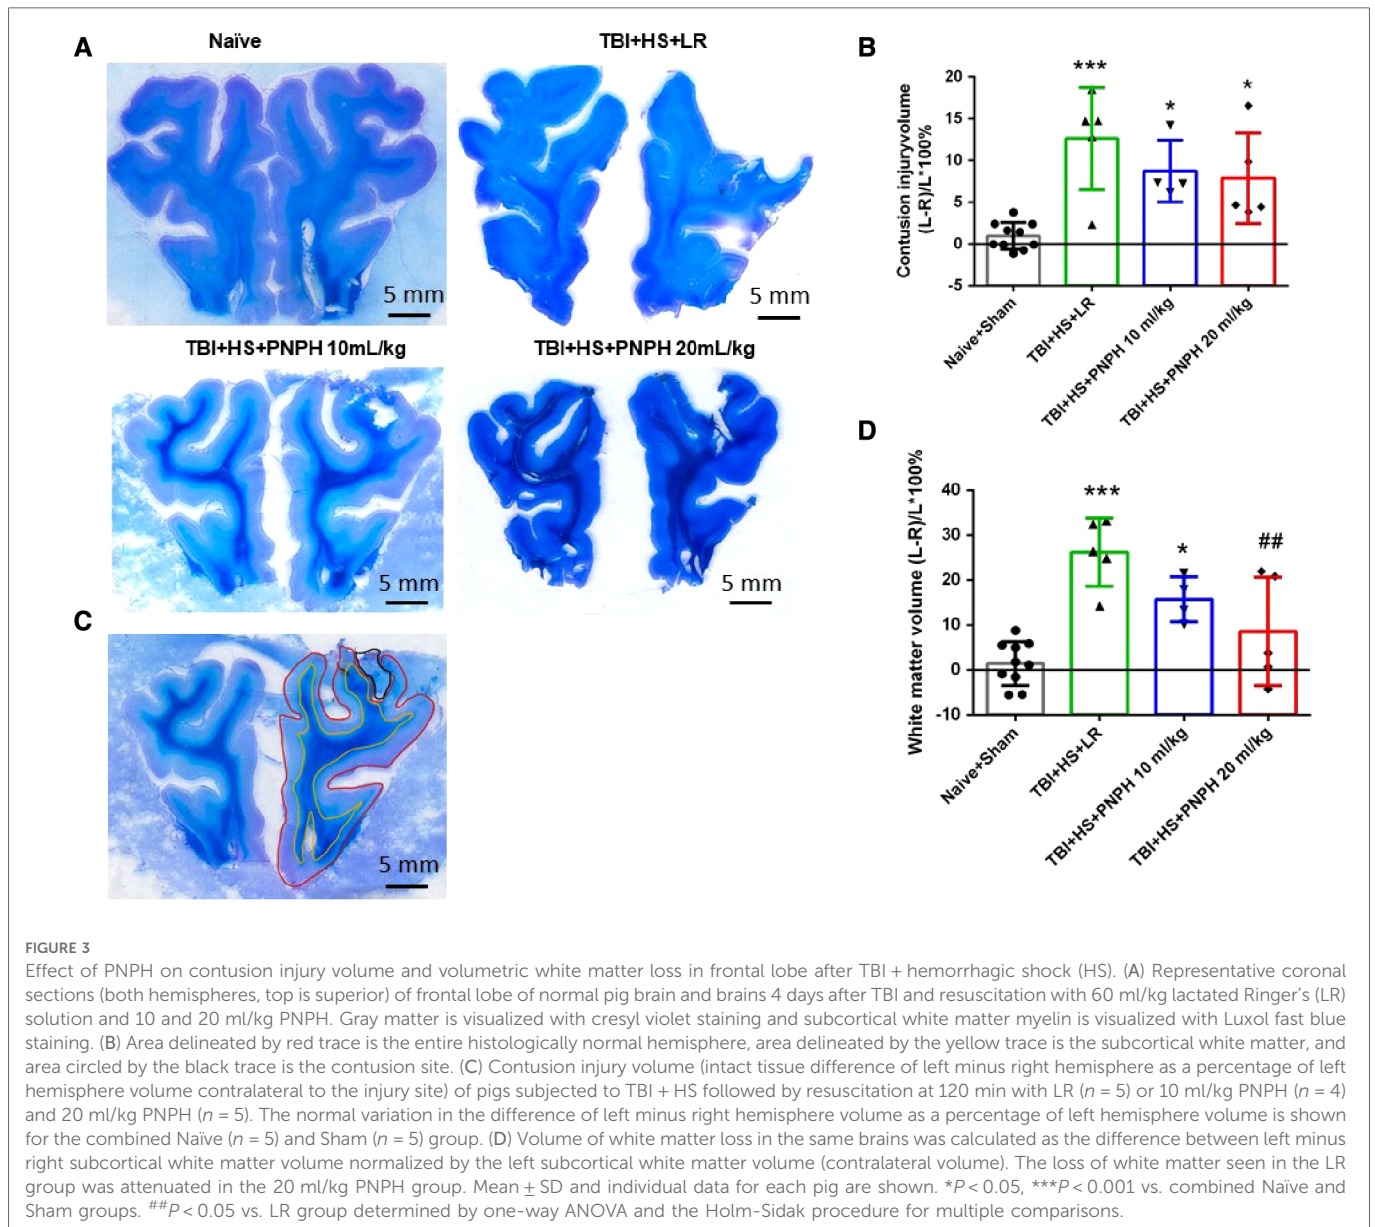 A
Naïve
TBI+HS+LR
5 mm
5 mm
TBI+HS+PNPH 10mL/kg
TBI+HS+PNPH 20mL/kg
5 mm
5 mm
C
5 mm
B
Contusion injuryvolume
(L-R)/L*100%
20
15
10
5
0
-5
***
*
*
Naive+Sham
TBI+HS+LR
TBI+HS+PNPH 10 ml/kg
TBI+HS+PNPH 20 ml/kg
D
White matter volume (L-R)/L*100%
40
30
20
10
0
-10
***
*
##
Naive+Sham
TBI+HS+LR
TBI+HS+PNPH 10 ml/kg
TBI+HS+PNPH 20 ml/kg
FIGURE 3
Effect of PNPH on contusion injury volume and volumetric white matter loss in frontal lobe after TBI + hemorrhagic shock (HS). (A) Representative coronal
sections (both hemispheres, top is superior) of frontal lobe of normal pig brain and brains 4 days after TBI and resuscitation with 60 ml/kg lactated Ringer's (LR)
solution and 10 and 20 ml/kg PNPH. Gray matter is visualized with cresyl violet staining and subcortical white matter myelin is visualized with Luxol fast blue
staining. (B) Area delineated by red trace is the entire histologically normal hemisphere, area delineated by the yellow trace is the subcortical white matter, and
area circled by the black trace is the contusion site. (C) Contusion injury volume (intact tissue difference of left minus right hemisphere as a percentage of left
hemisphere volume contralateral to the injury site) of pigs subjected to TBI + HS followed by resuscitation at 120 min with LR (n = 5) or 10 ml/kg PNPH (n = 4)
and 20 ml/kg PNPH (n = 5). The normal variation in the difference of left minus right hemisphere volume as a percentage of left hemisphere volume is shown
for the combined Naïve (n = 5) and Sham (n = 5) group. (D) Volume of white matter loss in the same brains was calculated as the difference between left minus
right subcortical white matter volume normalized by the left subcortical white matter volume (contralateral volume). The loss of white matter seen in the LR
group was attenuated in the 20 ml/kg PNPH group. Mean ± SD and individual data for each pig are shown. *P < 0.05, ***P < 0.001 vs. combined Naïve and
Sham groups. ##P < 0.05 vs. LR group determined by one-way ANOVA and the Holm-Sidak procedure for multiple comparisons.